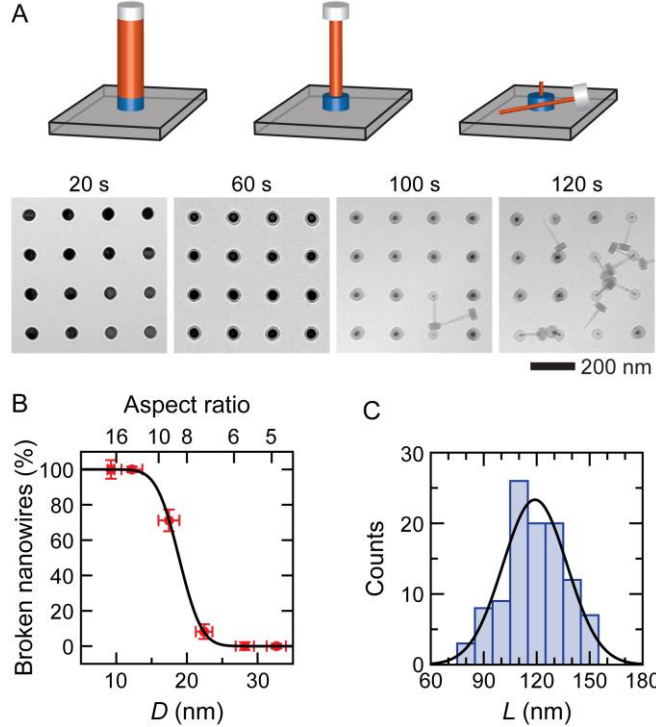 A
20 s 60 s 100 s 120 s
200 nm
B
Aspect ratio
16 10 8 6 5
Broken nanowires (%)
100
80
60
40
20
0
10 20 30
D (nm)
C
Counts
30
20
10
0
60 90 120 150 180
L (nm)